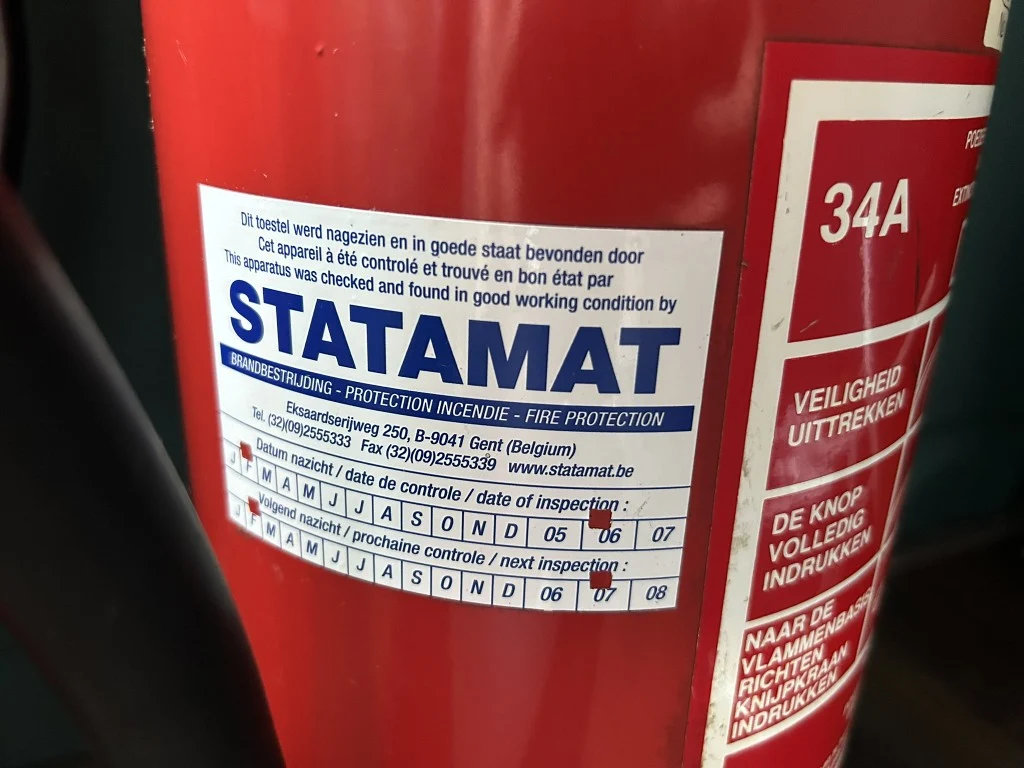 Dit toestel werd nagezien en in goede staat bevonden door
Cet appareil à été contrôlé et trouvé en bon état par
This apparatus was checked and found in good working condition by
STATAMAT
BRANDBESTRIJDING - PROTECTION INCENDIE - FIRE PROTECTION
Eksaardserijweg 250, B-9041 Gent (Belgium)
Tel. (32)(09)2555333 Fax (32)(09)2555339 www.statamat.be
Datum nazicht / date de controle / date of inspection :
J F M A M J J A S O N D 05 06 07
Volgend nazicht / prochaine controle / next inspection :
J F M A M J J A S O N D 06 07 08
34A
VEILIGHEID
UITTREKKEN
DE KNOP
VOLLEDIG
INDRUKKEN
NAAR DE
VLAMMENBASIS
RICHTEN
KNIJPKRAAN
INDRUKKEN